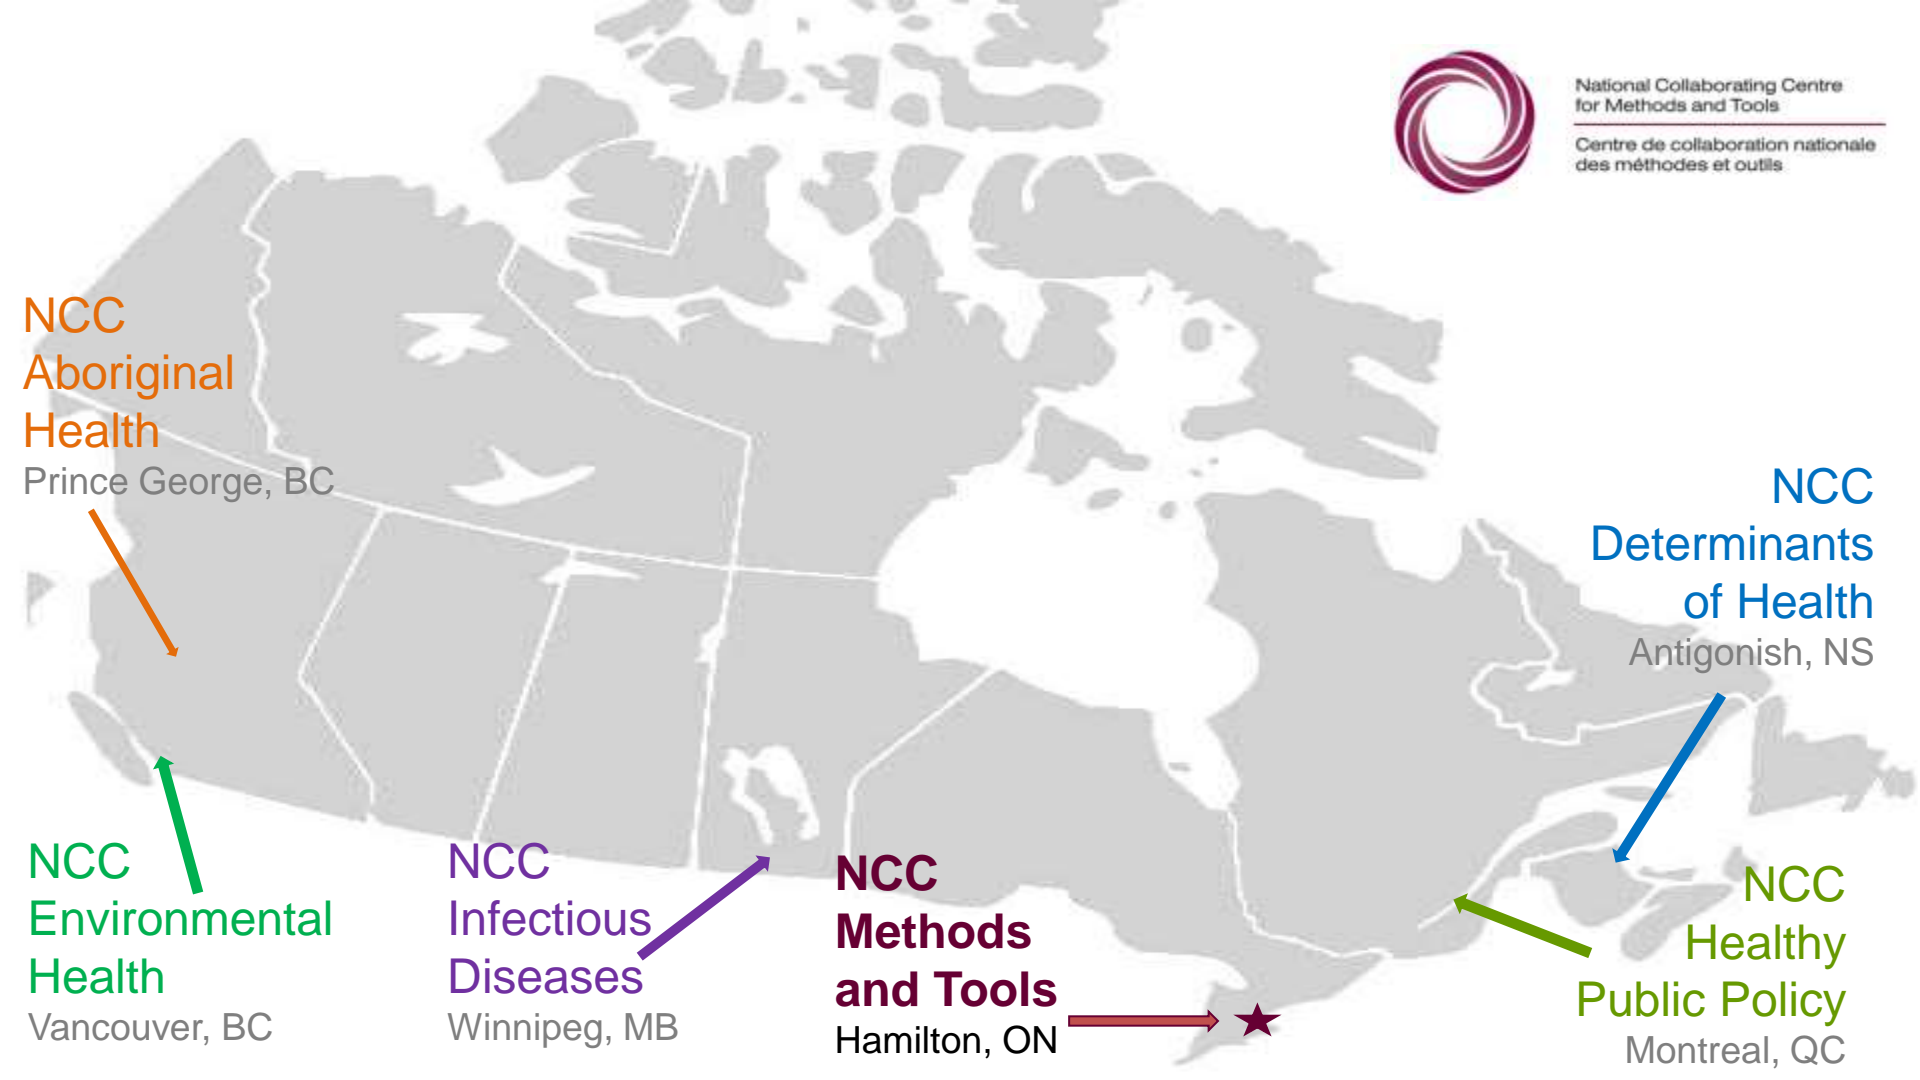 National Collaborating Centre
for Methods and Tools
Centre de collaboration nationale
des méthodes et outils
NCC
Aboriginal
Health
Prince George, BC
NCC
Determinants
of Health
Antigonish, NS
NCC
Environmental
Health
Vancouver, BC
NCC
Infectious
Diseases
Winnipeg, MB
NCC
Methods
and Tools
Hamilton, ON
NCC
Healthy
Public Policy
Montreal, QC